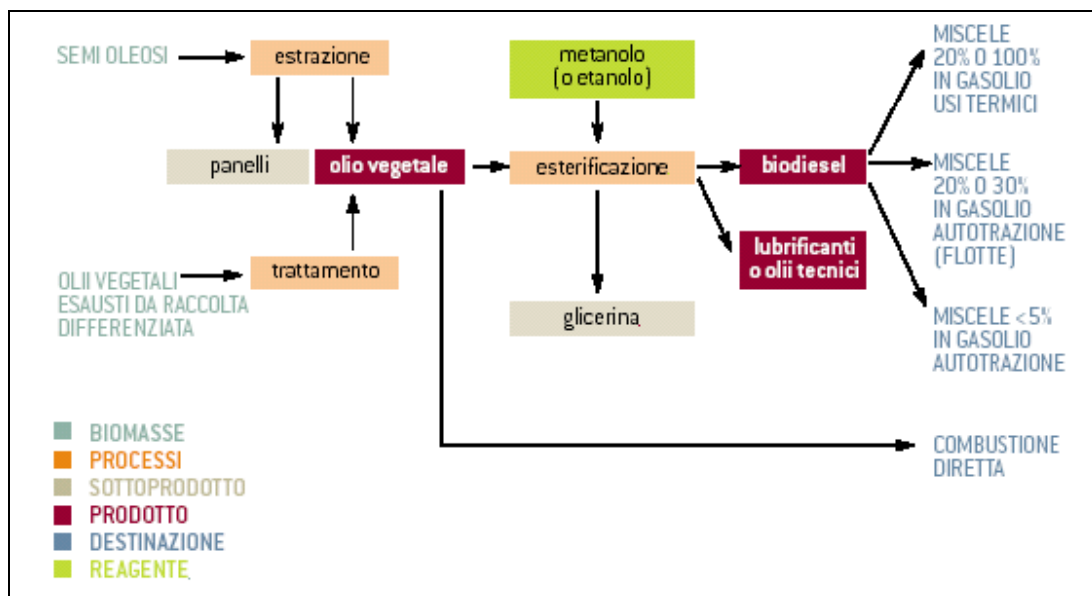 SEMI OLEOSI
estrazione
metanolo
(o etanolo)
MISCELE
20% O 100%
IN GASOLIO
USI TERMICI
panelli
olio vegetale
esterificazione
biodiesel
MISCELE
20% O 30%
IN GASOLIO
AUTOTRAZIONE
(FLOTTE)
lubrificanti
o olii tecnici
OLII VEGETALI
ESAUSTI DA RACCOLTA
DIFFERENZIATA
trattamento
glicerina
MISCELE <5%
IN GASOLIO
AUTOTRAZIONE
COMBUSTIONE
DIRETTA
BIOMASSE
PROCESSI
SOTTOPRODOTTO
PRODOTTO
DESTINAZIONE
REAGENTE